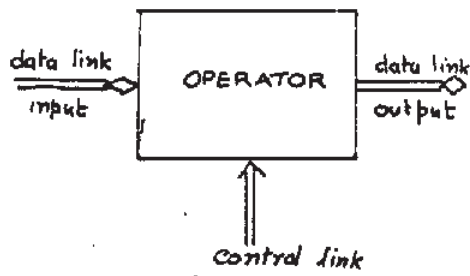 data link
input
OPERATOR
data link
output
Control link